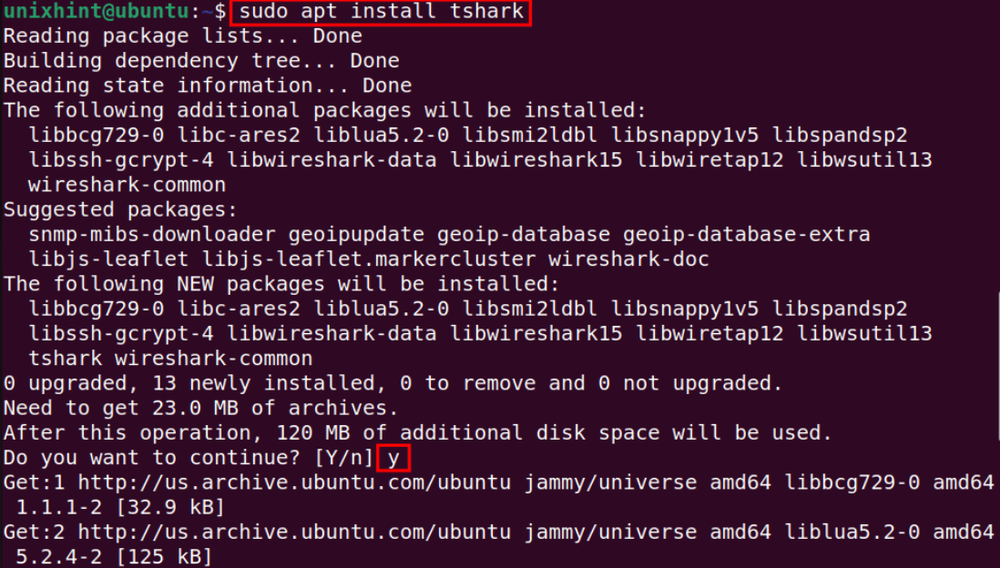 unixhint@ubuntu:~$ sudo apt install tshark
Reading package lists... Done
Building dependency tree... Done
Reading state information... Done
The following additional packages will be installed:
  libbcg729-0 libc-ares2 liblua5.2-0 libsmi2ldbl libsnappy1v5 libspandsp2
  libssh-gcrypt-4 libwireshark-data libwireshark15 libwiretap12 libwsutil13
  wireshark-common
Suggested packages:
  snmp-mibs-downloader geoipupdate geoip-database geoip-database-extra
  libjs-leaflet libjs-leaflet.markercluster wireshark-doc
The following NEW packages will be installed:
  libbcg729-0 libc-ares2 liblua5.2-0 libsmi2ldbl libsnappy1v5 libspandsp2
  libssh-gcrypt-4 libwireshark-data libwireshark15 libwiretap12 libwsutil13
  tshark wireshark-common
0 upgraded, 13 newly installed, 0 to remove and 0 not upgraded.
Need to get 23.0 MB of archives.
After this operation, 120 MB of additional disk space will be used.
Do you want to continue? [Y/n] y
Get:1 http://us.archive.ubuntu.com/ubuntu jammy/universe amd64 libbcg729-0 amd64
 1.1.1-2 [32.9 kB]
Get:2 http://us.archive.ubuntu.com/ubuntu jammy/universe amd64 liblua5.2-0 amd64
 5.2.4-2 [125 kB]